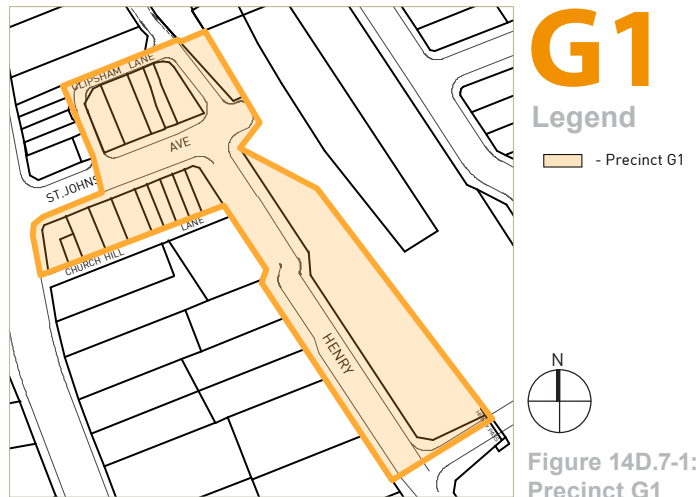 G1
Legend
- Precinct G1
CLIPSHAM LANE
AVE
ST.JOHNS
CHURCH HILL LANE
HENRY
N
Figure 14D.7-1:
Precinct G1